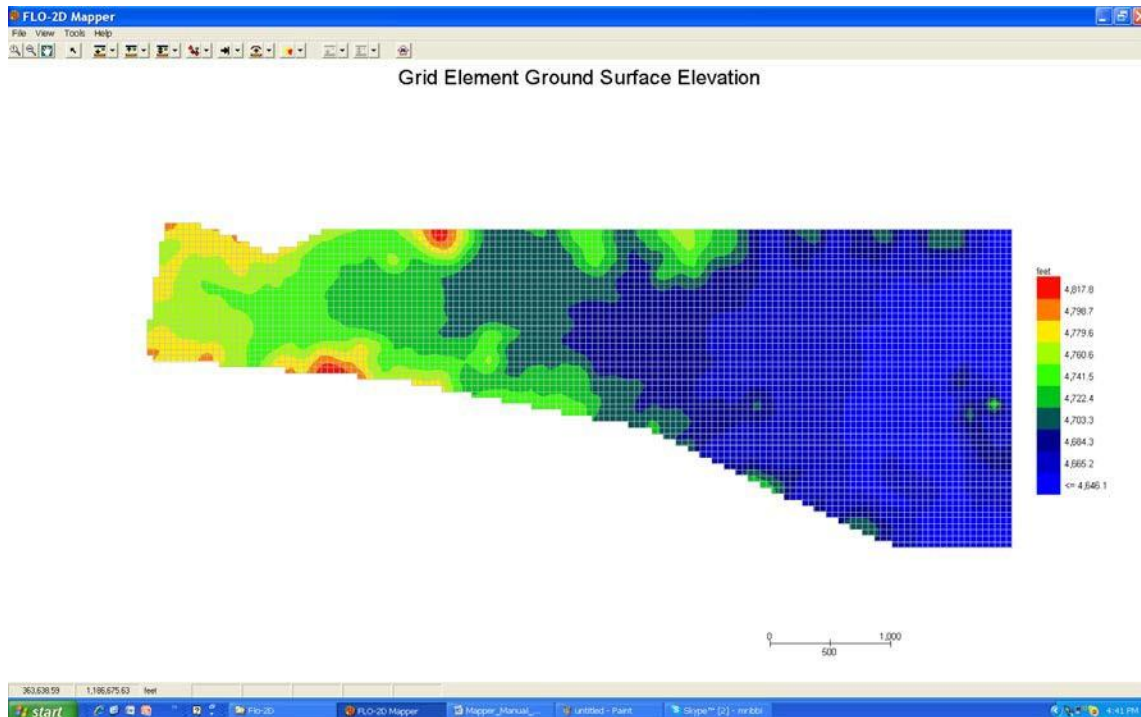 FLO-2D Mapper
File View Tools Help
Grid Element Ground Surface Elevation
feet
4,817.8
4,798.7
4,779.6
4,760.6
4,741.5
4,722.4
4,703.3
4,684.3
4,665.2
<= 4,646.1
0 1,000
500
363,638.59 1,186,675.63 feet
start Flo-2D FLO-2D Mapper Mapper_Manual_... untitled - Paint Skype™ [2] - mribbl 4:41 PM